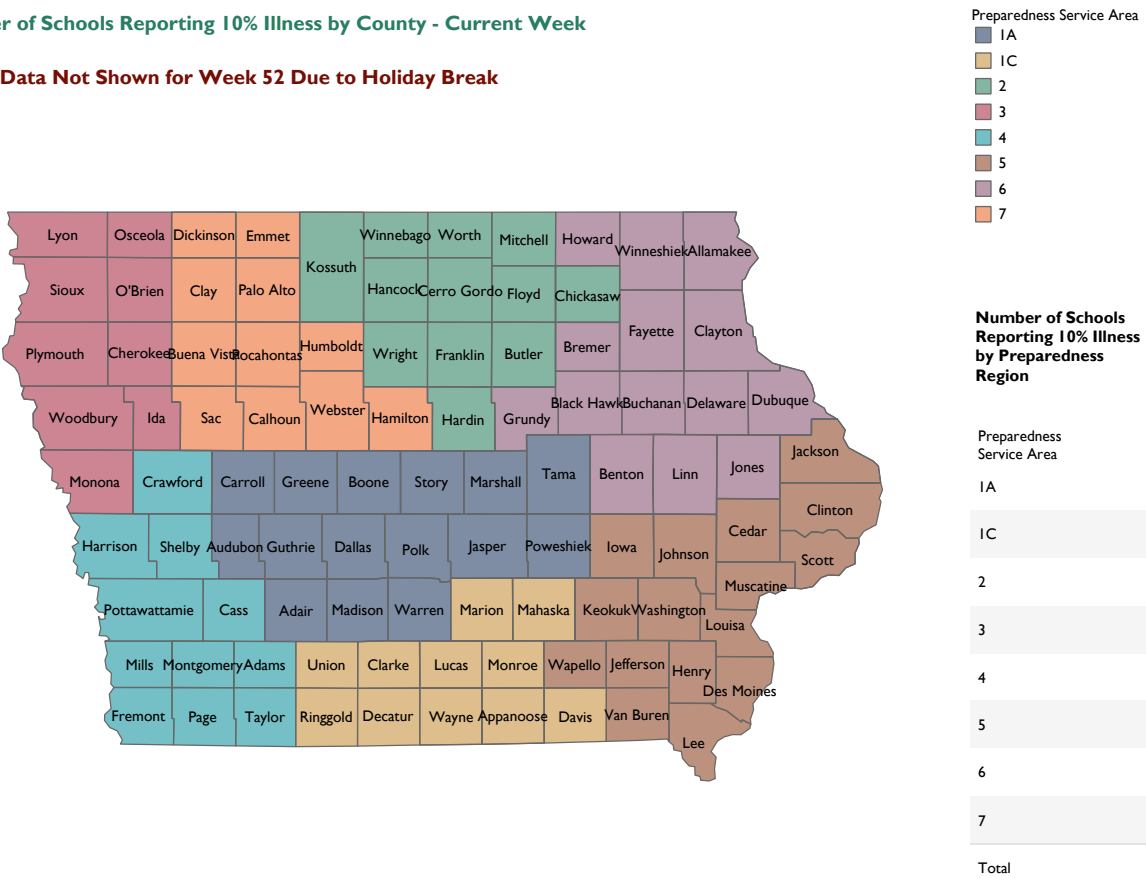 er of Schools Reporting 10% Illness by County - Current Week
Data Not Shown for Week 52 Due to Holiday Break
Preparedness Service Area
1A
1C
2
3
4
5
6
7
Lyon Osceola Dickinson Emmet Kossuth Winnebago Worth Mitchell Howard Winneshiek Allamakee
Sioux O'Brien Clay Palo Alto Hancock Cerro Gordo Floyd Chickasaw
Plymouth Cherokee Buena Vista Pocahontas Humboldt Wright Franklin Butler Bremer Fayette Clayton
Woodbury Ida Sac Calhoun Webster Hamilton Hardin Grundy Black Hawk Buchanan Delaware Dubuque
Monona Crawford Carroll Greene Boone Story Marshall Tama Benton Linn Jones Jackson
Clinton
Harrison Shelby Audubon Guthrie Dallas Polk Jasper Poweshiek Iowa Johnson Cedar Scott
Muscatine
Pottawattamie Cass Adair Madison Warren Marion Mahaska Keokuk Washington Louisa
Mills Montgomery Adams Union Clarke Lucas Monroe Wapello Jefferson Henry Des Moines
Fremont Page Taylor Ringgold Decatur Wayne Appanoose Davis Van Buren Lee
Number of Schools
Reporting 10% Illness
by Preparedness
Region
Preparedness
Service Area
1A
1C
2
3
4
5
6
7
Total